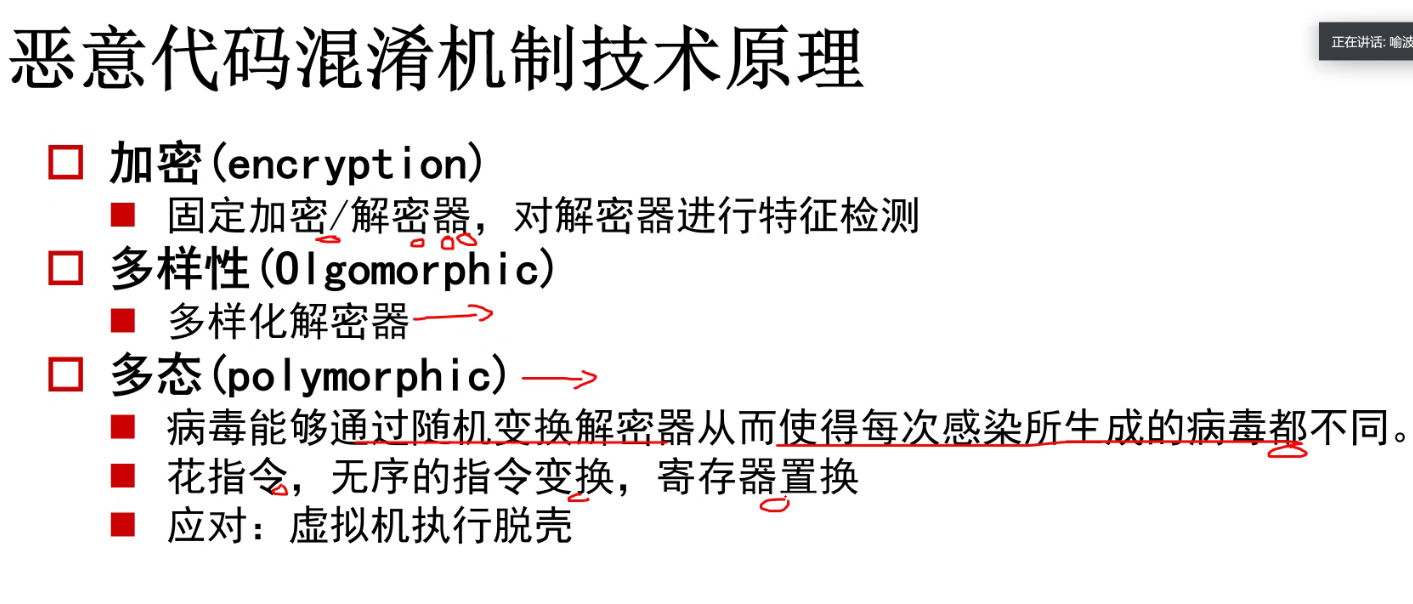 恶意代码混淆机制技术原理
正在讲话: 喻波
加密(encryption)
固定加密/解密器，对解密器进行特征检测
多样性(Olgomorphic)
多样化解密器
多态(polymorphic)
病毒能够通过随机变换解密器从而使得每次感染所生成的病毒都不同。
花指令，无序的指令变换，寄存器置换
应对：虚拟机执行脱壳